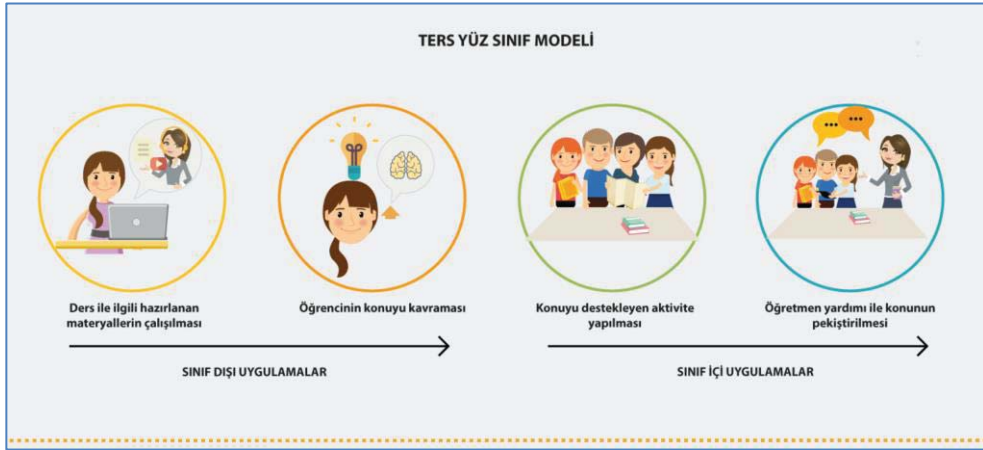 TERS YÜZ SINIF MODELİ
Ders ile ilgili hazırlanan
materyallerin çalışılması
Öğrencinin konuyu kavraması
Konuyu destekleyen aktivite
yapılması
Öğretmen yardımı ile konunun
pekiştirilmesi
SINIF DIŞI UYGULAMALAR
SINIF İÇİ UYGULAMALAR